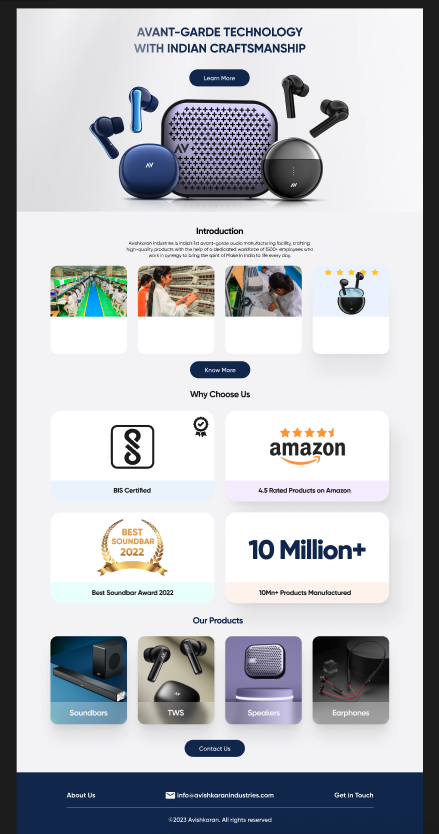 AVANT-GARDE TECHNOLOGY
WITH INDIAN CRAFTSMANSHIP
Learn More
Introduction
Avishkaran Industries is India's 1st avant-garde audio manufacturing facility, crafting
high-quality products with the help of a dedicated workforce of 1500+ employees who
work in synergy to bring the spirit of Make In India to life every day.
Know More
Why Choose Us
BIS Certified
amazon
4.5 Rated Products on Amazon
BEST
SOUNDBAR
2022
Best Soundbar Award 2022
10 Million+
10Mn+ Products Manufactured
Our Products
Soundbars
TWS
Speakers
Earphones
Contact Us
About Us
info@avishkaranindustries.com
Get in Touch
©2023 Avishkaran. All rights reserved